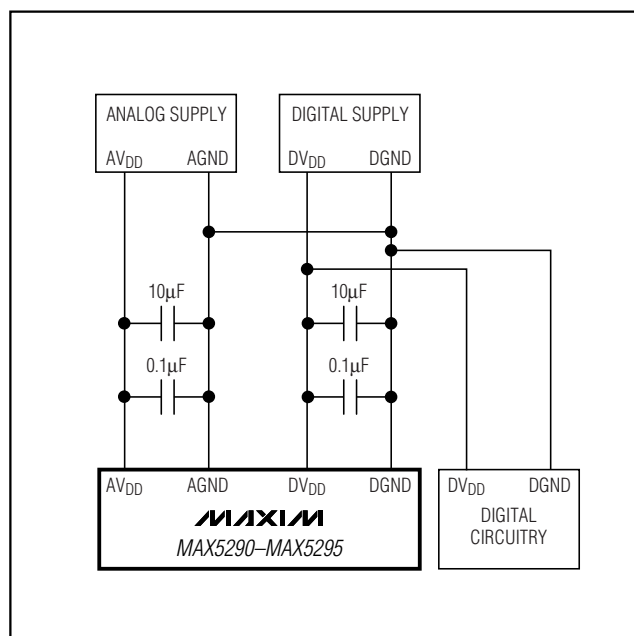 ANALOG SUPPLY
AVDD AGND
DIGITAL SUPPLY
DVDD DGND
10µF
0.1µF
10µF
0.1µF
AVDD AGND DVDD DGND
MAXIM
MAX5290–MAX5295
DVDD DGND
DIGITAL
CIRCUITRY